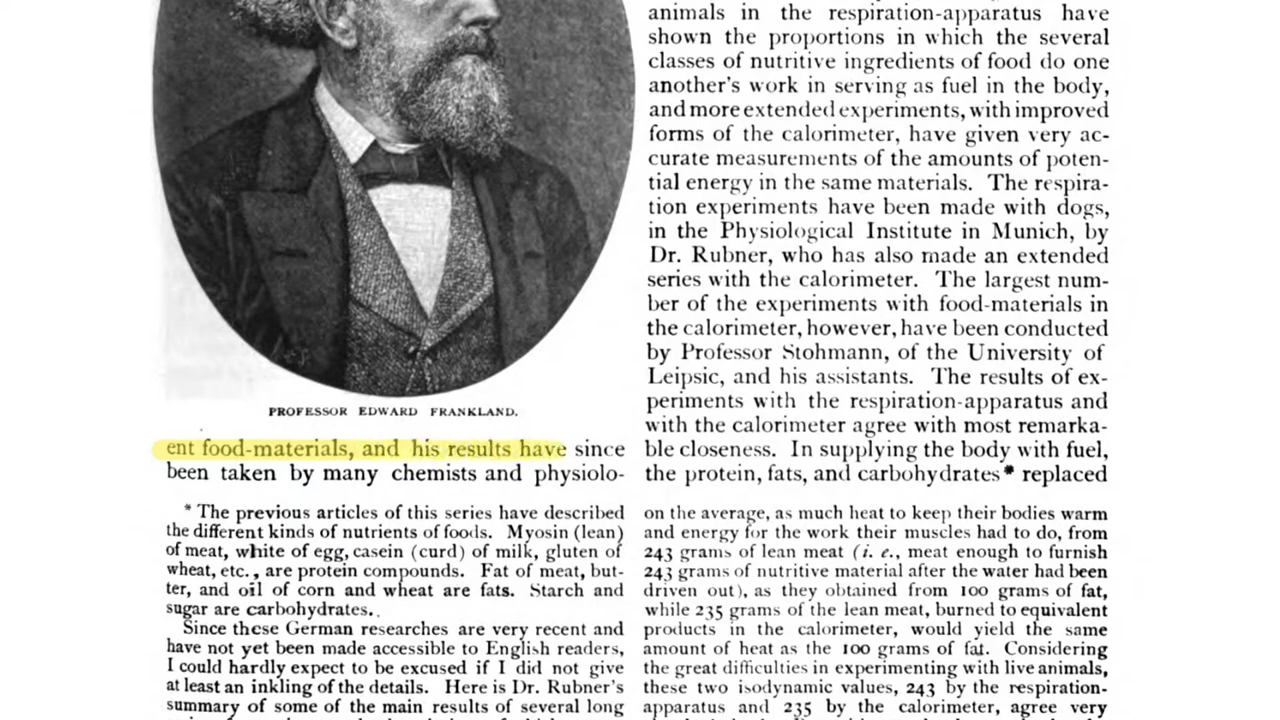 PROFESSOR EDWARD FRANKLAND.
ent food-materials, and his results have since
been taken by many chemists and physiolo-
animals in the respiration-apparatus have
shown the proportions in which the several
classes of nutritive ingredients of food do one
another's work in serving as fuel in the body,
and more extended experiments, with improved
forms of the calorimeter, have given very ac-
curate measurements of the amounts of poten-
tial energy in the same materials. The respira-
tion experiments have been made with dogs,
in the Physiological Institute in Munich, by
Dr. Rubner, who has also made an extended
series with the calorimeter. The largest num-
ber of the experiments with food-materials in
the calorimeter, however, have been conducted
by Professor Stohmann, of the University of
Leipsic, and his assistants. The results of ex-
periments with the respiration-apparatus and
with the calorimeter agree with most remarka-
ble closeness. In supplying the body with fuel,
the protein, fats, and carbohydrates* replaced
* The previous articles of this series have described
the different kinds of nutrients of foods. Myosin (lean)
of meat, white of egg, casein (curd) of milk, gluten of
wheat, etc., are protein compounds. Fat of meat, but-
ter, and oil of corn and wheat are fats. Starch and
sugar are carbohydrates.
Since these German researches are very recent and
have not yet been made accessible to English readers,
I could hardly expect to be excused if I did not give
at least an inkling of the details. Here is Dr. Rubner's
summary of some of the main results of several long
on the average, as much heat to keep their bodies warm
and energy for the work their muscles had to do, from
243 grams of lean meat (i. e., meat enough to furnish
243 grams of nutritive material after the water had been
driven out), as they obtained from 100 grams of fat,
while 235 grams of the lean meat, burned to equivalent
products in the calorimeter, would yield the same
amount of heat as the 100 grams of fat. Considering
the great difficulties in experimenting with live animals,
these two isodynamic values, 243 by the respiration-
apparatus and 235 by the calorimeter, agree very